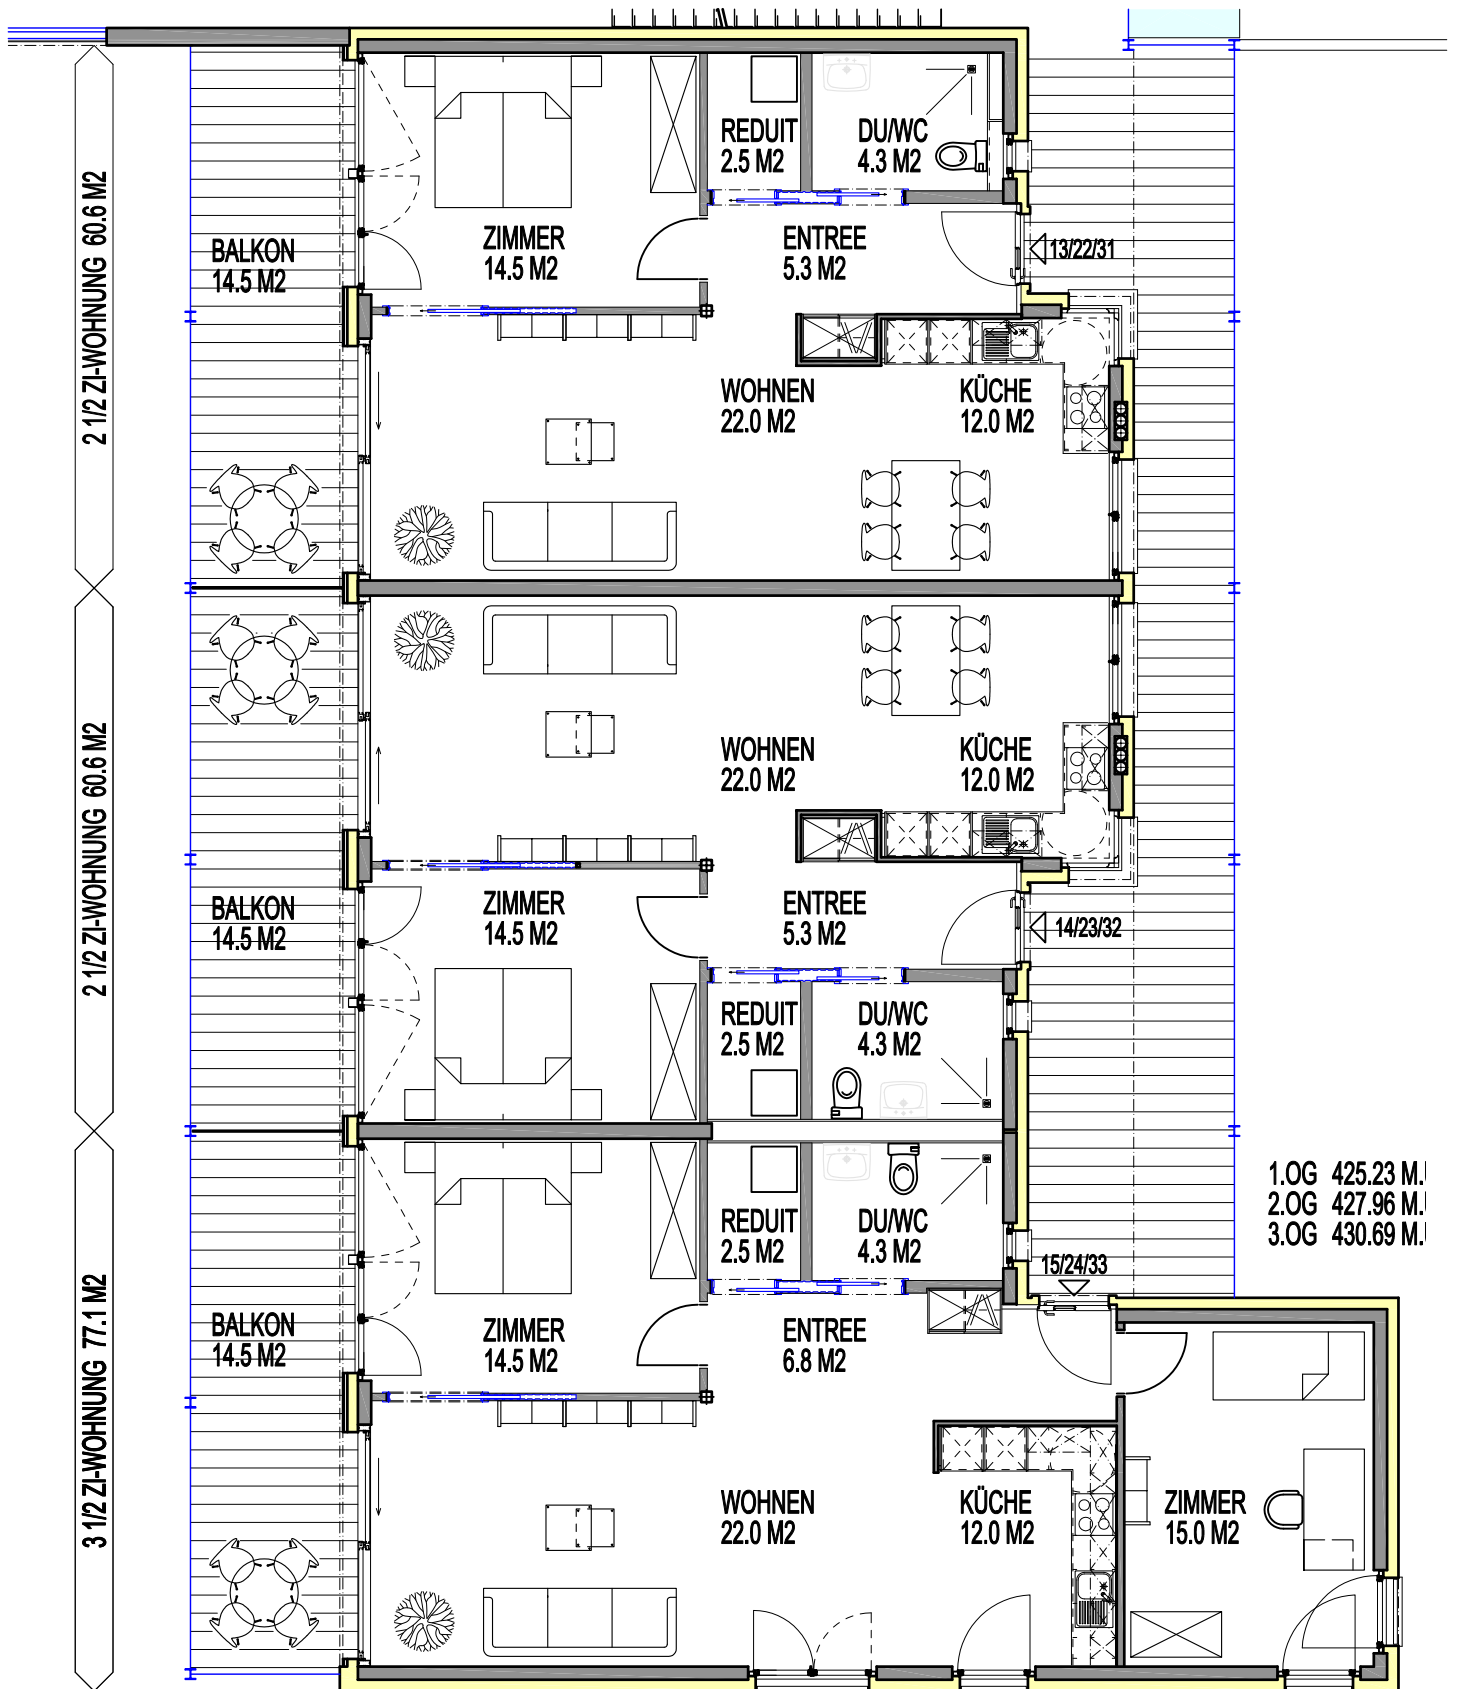 2 1/2 ZI-WOHNUNG 60.6 M2
BALKON
14.5 M2
ZIMMER
14.5 M2
REDUIT
2.5 M2
DU/WC
4.3 M2
ENTREE
5.3 M2
13/22/31
WOHNEN
22.0 M2
KÜCHE
12.0 M2
2 1/2 ZI-WOHNUNG 60.6 M2
WOHNEN
22.0 M2
KÜCHE
12.0 M2
BALKON
14.5 M2
ZIMMER
14.5 M2
ENTREE
5.3 M2
14/23/32
REDUIT
2.5 M2
DU/WC
4.3 M2
1.OG 425.23 M.
2.OG 427.96 M.
3.OG 430.69 M.
3 1/2 ZI-WOHNUNG 77.1 M2
REDUIT
2.5 M2
DU/WC
4.3 M2
15/24/33
BALKON
14.5 M2
ZIMMER
14.5 M2
ENTREE
6.8 M2
WOHNEN
22.0 M2
KÜCHE
12.0 M2
ZIMMER
15.0 M2